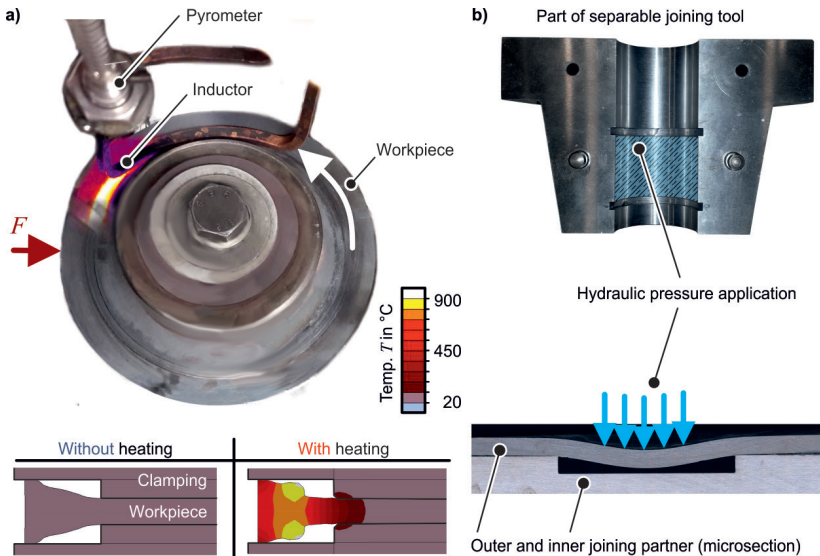 a)
Pyrometer
Inductor
Workpiece
F
Temp. T in °C
900
450
20
Without heating
With heating
Clamping
Workpiece
b)
Part of separable joining tool
Hydraulic pressure application
Outer and inner joining partner (microsection)